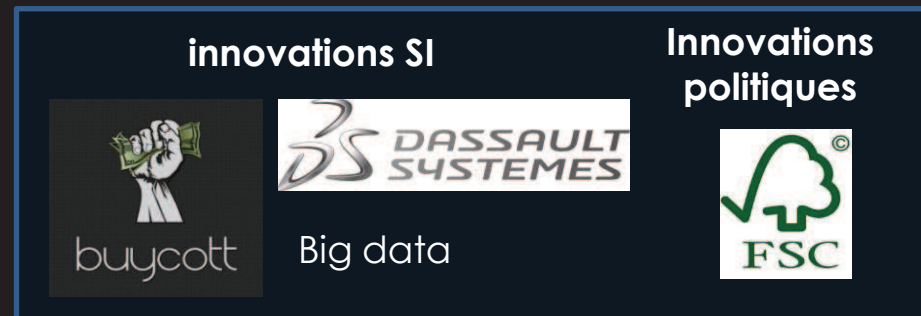 innovations SI
Innovations
politiques
buycott
DASSAULT
SYSTEMES
Big data
©
FSC